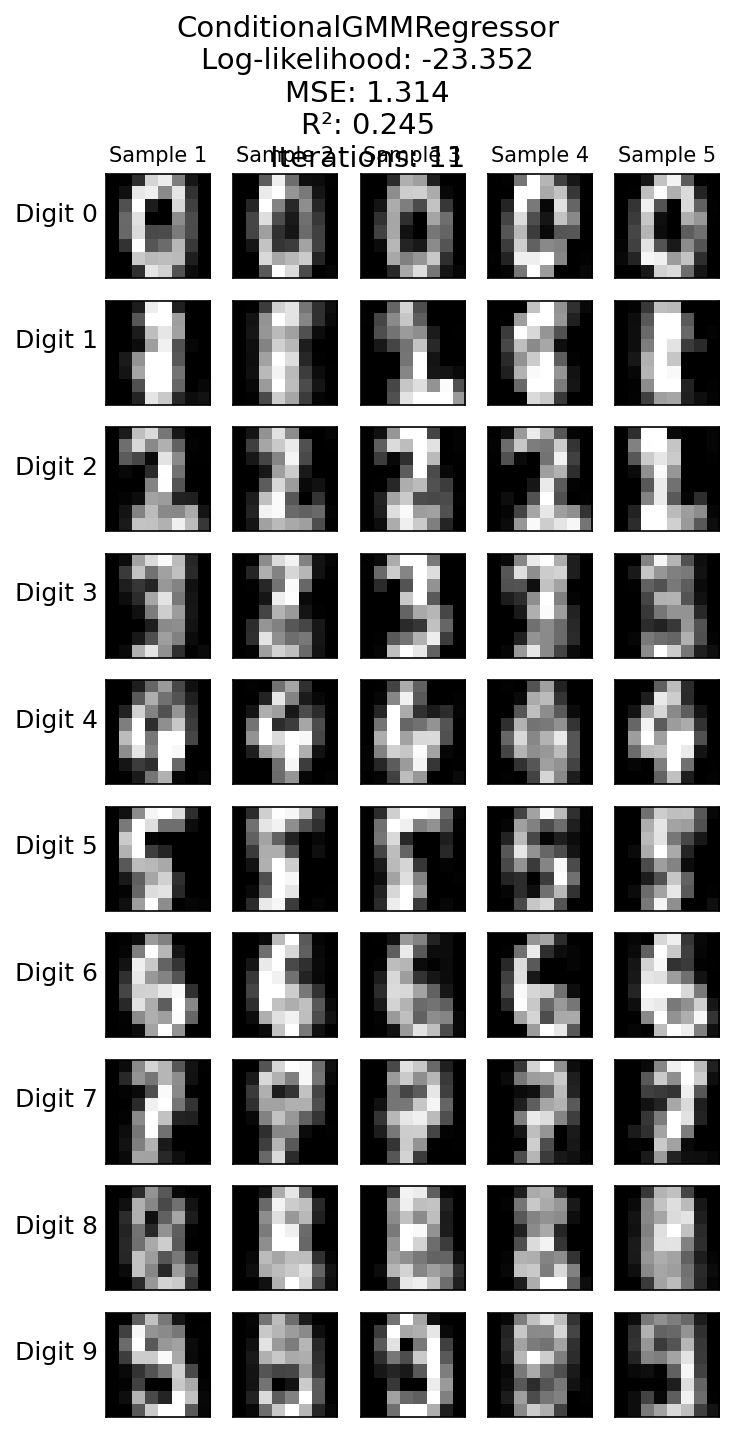 ConditionalGMMRegressor
Log-likelihood: -23.352
MSE: 1.314
R²: 0.245
Iterations: 11
Sample 1 Sample 2 Sample 3 Sample 4 Sample 5
Digit 0
Digit 1
Digit 2
Digit 3
Digit 4
Digit 5
Digit 6
Digit 7
Digit 8
Digit 9